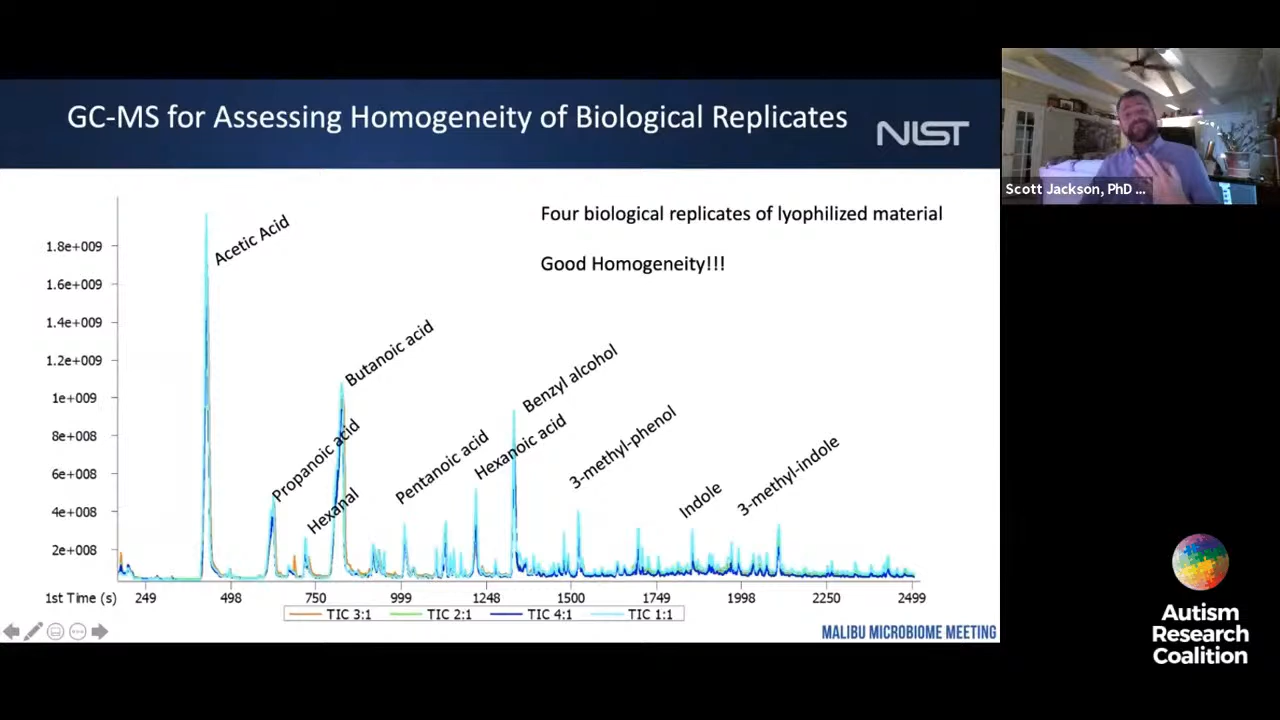 GC-MS for Assessing Homogeneity of Biological Replicates
NIST
Scott Jackson, PhD ...
Four biological replicates of lyophilized material
Good Homogeneity!!!
1.8e+009
1.6e+009
1.4e+009
1.2e+009
1e+009
8e+008
6e+008
4e+008
2e+008
Acetic Acid
Propanoic acid
Hexanal
Butanoic acid
Pentanoic acid
Hexanoic acid
Benzyl alcohol
3-methyl-phenol
Indole
3-methyl-indole
1st Time (s) 249 498 750 999 1248 1500 1749 1998 2250 2499
TIC 3:1 TIC 2:1 TIC 4:1 TIC 1:1
MALIBU MICROBIOME MEETING
Autism
Research
Coalition